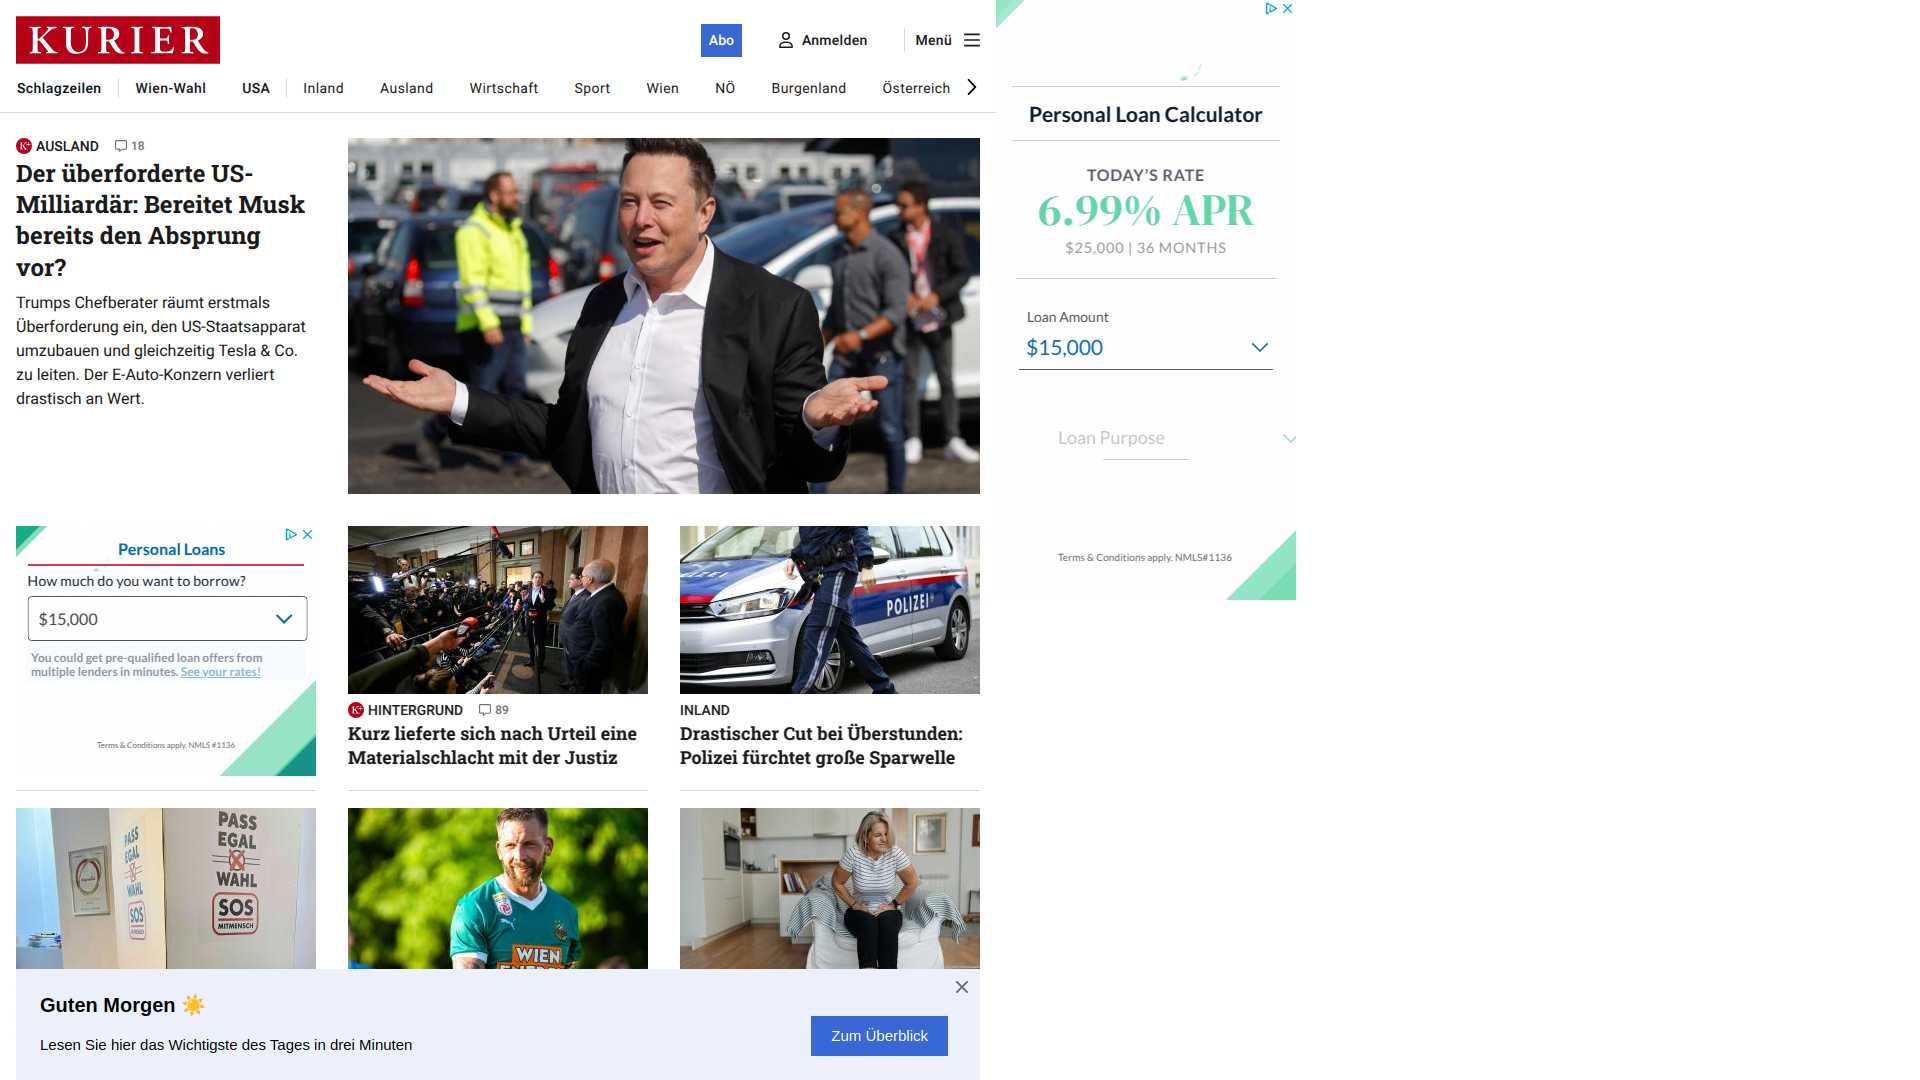 KURIER
Abo
Anmelden
Menü
Schlagzeilen
Wien-Wahl
USA
Inland
Ausland
Wirtschaft
Sport
Wien
NÖ
Burgenland
Österreich
K+ AUSLAND 18
Der überforderte US-
Milliardär: Bereitet Musk
bereits den Absprung
vor?
Trumps Chefberater räumt erstmals
Überforderung ein, den US-Staatsapparat
umzubauen und gleichzeitig Tesla & Co.
zu leiten. Der E-Auto-Konzern verliert
drastisch an Wert.
Personal Loan Calculator
TODAY'S RATE
6.99% APR
$25,000 | 36 MONTHS
Loan Amount
$15,000
Loan Purpose
Terms & Conditions apply. NMLS#1136
Personal Loans
How much do you want to borrow?
$15,000
You could get pre-qualified loan offers from
multiple lenders in minutes. See your rates!
Terms & Conditions apply. NMLS #1136
K+ HINTERGRUND 89
Kurz lieferte sich nach Urteil eine
Materialschlacht mit der Justiz
POLIZEI
INLAND
Drastischer Cut bei Überstunden:
Polizei fürchtet große Sparwelle
PASS
EGAL
WAHL
SOS
MITMENSCH
PASS
EGAL
WAHL
SOS
WIEN
Guten Morgen ☀️
Lesen Sie hier das Wichtigste des Tages in drei Minuten
Zum Überblick